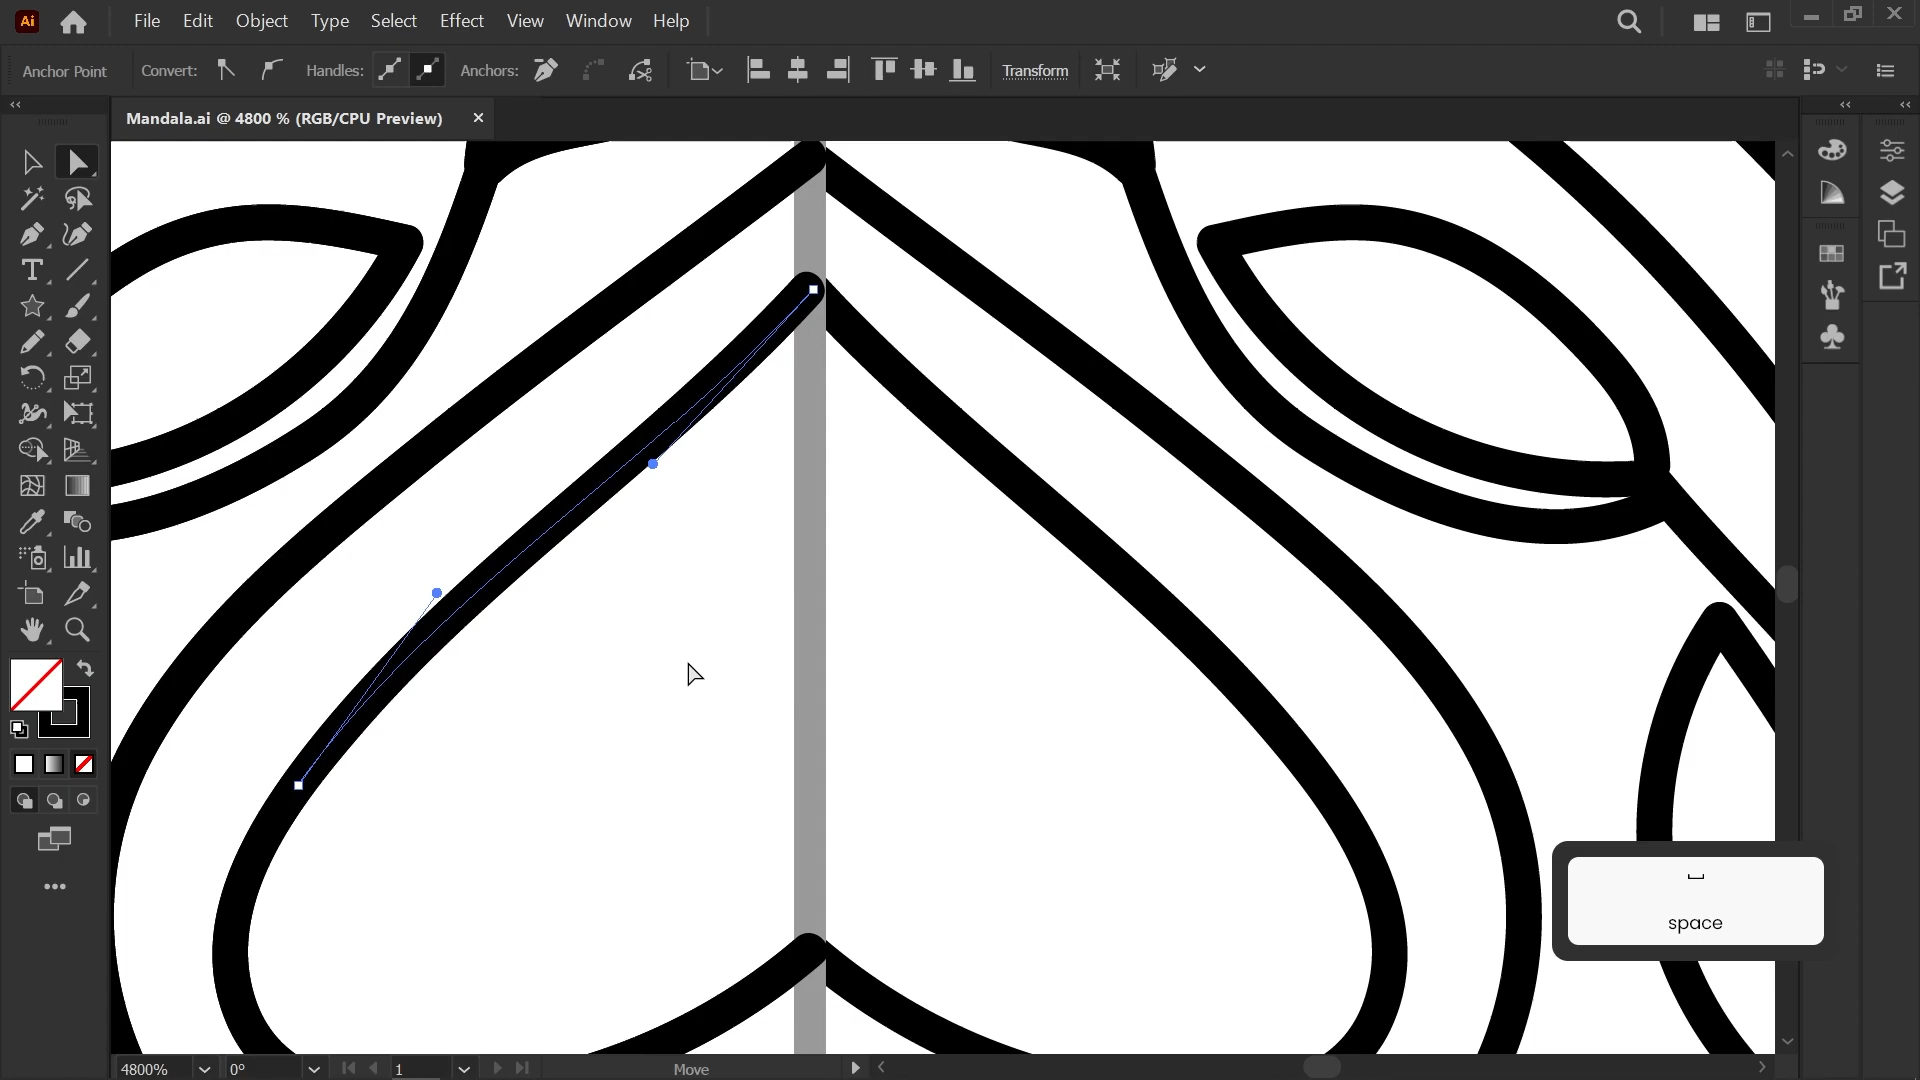 Ai File Edit Object Type Select Effect View Window Help
Anchor Point Convert: Handles: Anchors: Transform
Mandala.ai @ 4800 % (RGB/CPU Preview) ×
T
space
4800% 0° 1 Move